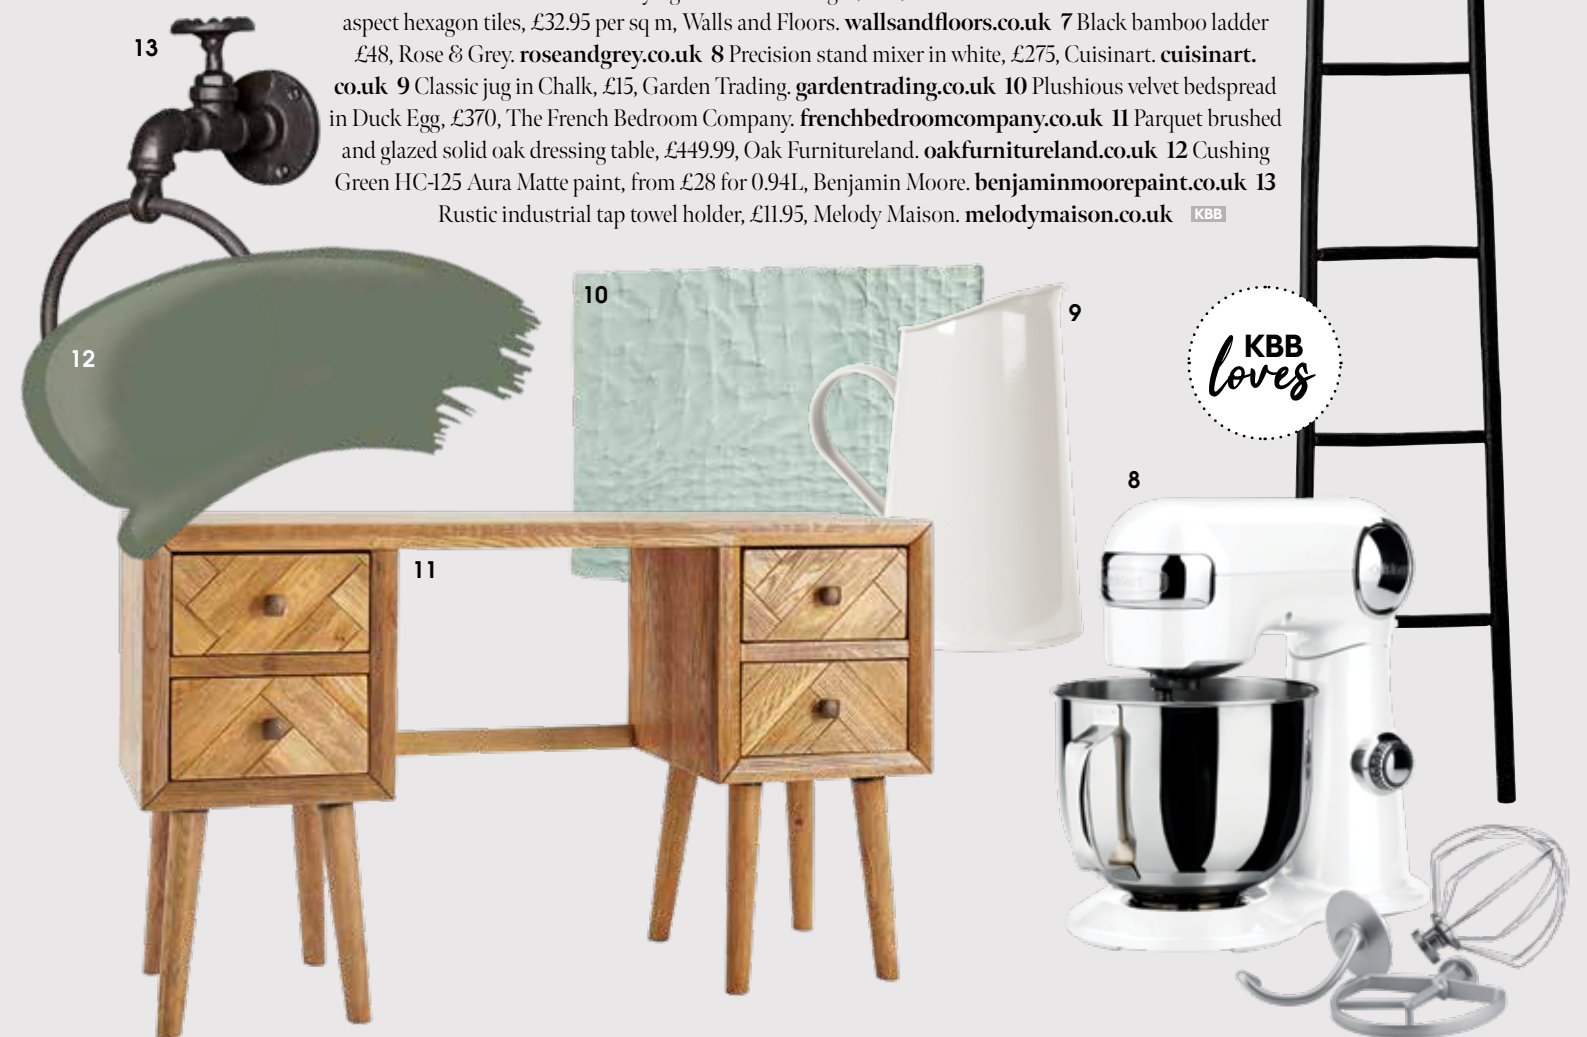 aspect hexagon tiles, £32.95 per sq m, Walls and Floors. wallsandfloors.co.uk 7 Black bamboo ladder
£48, Rose & Grey. roseandgrey.co.uk 8 Precision stand mixer in white, £275, Cuisinart. cuisinart.
co.uk 9 Classic jug in Chalk, £15, Garden Trading. gardentrading.co.uk 10 Plushious velvet bedspread
in Duck Egg, £370, The French Bedroom Company. frenchbedroomcompany.co.uk 11 Parquet brushed
and glazed solid oak dressing table, £449.99, Oak Furnitureland. oakfurnitureland.co.uk 12 Cushing
Green HC-125 Aura Matte paint, from £28 for 0.94L, Benjamin Moore. benjaminmoorepaint.co.uk 13
Rustic industrial tap towel holder, £11.95, Melody Maison. melodymaison.co.uk KBB
13
12
10
9
KBB
loves
8
11